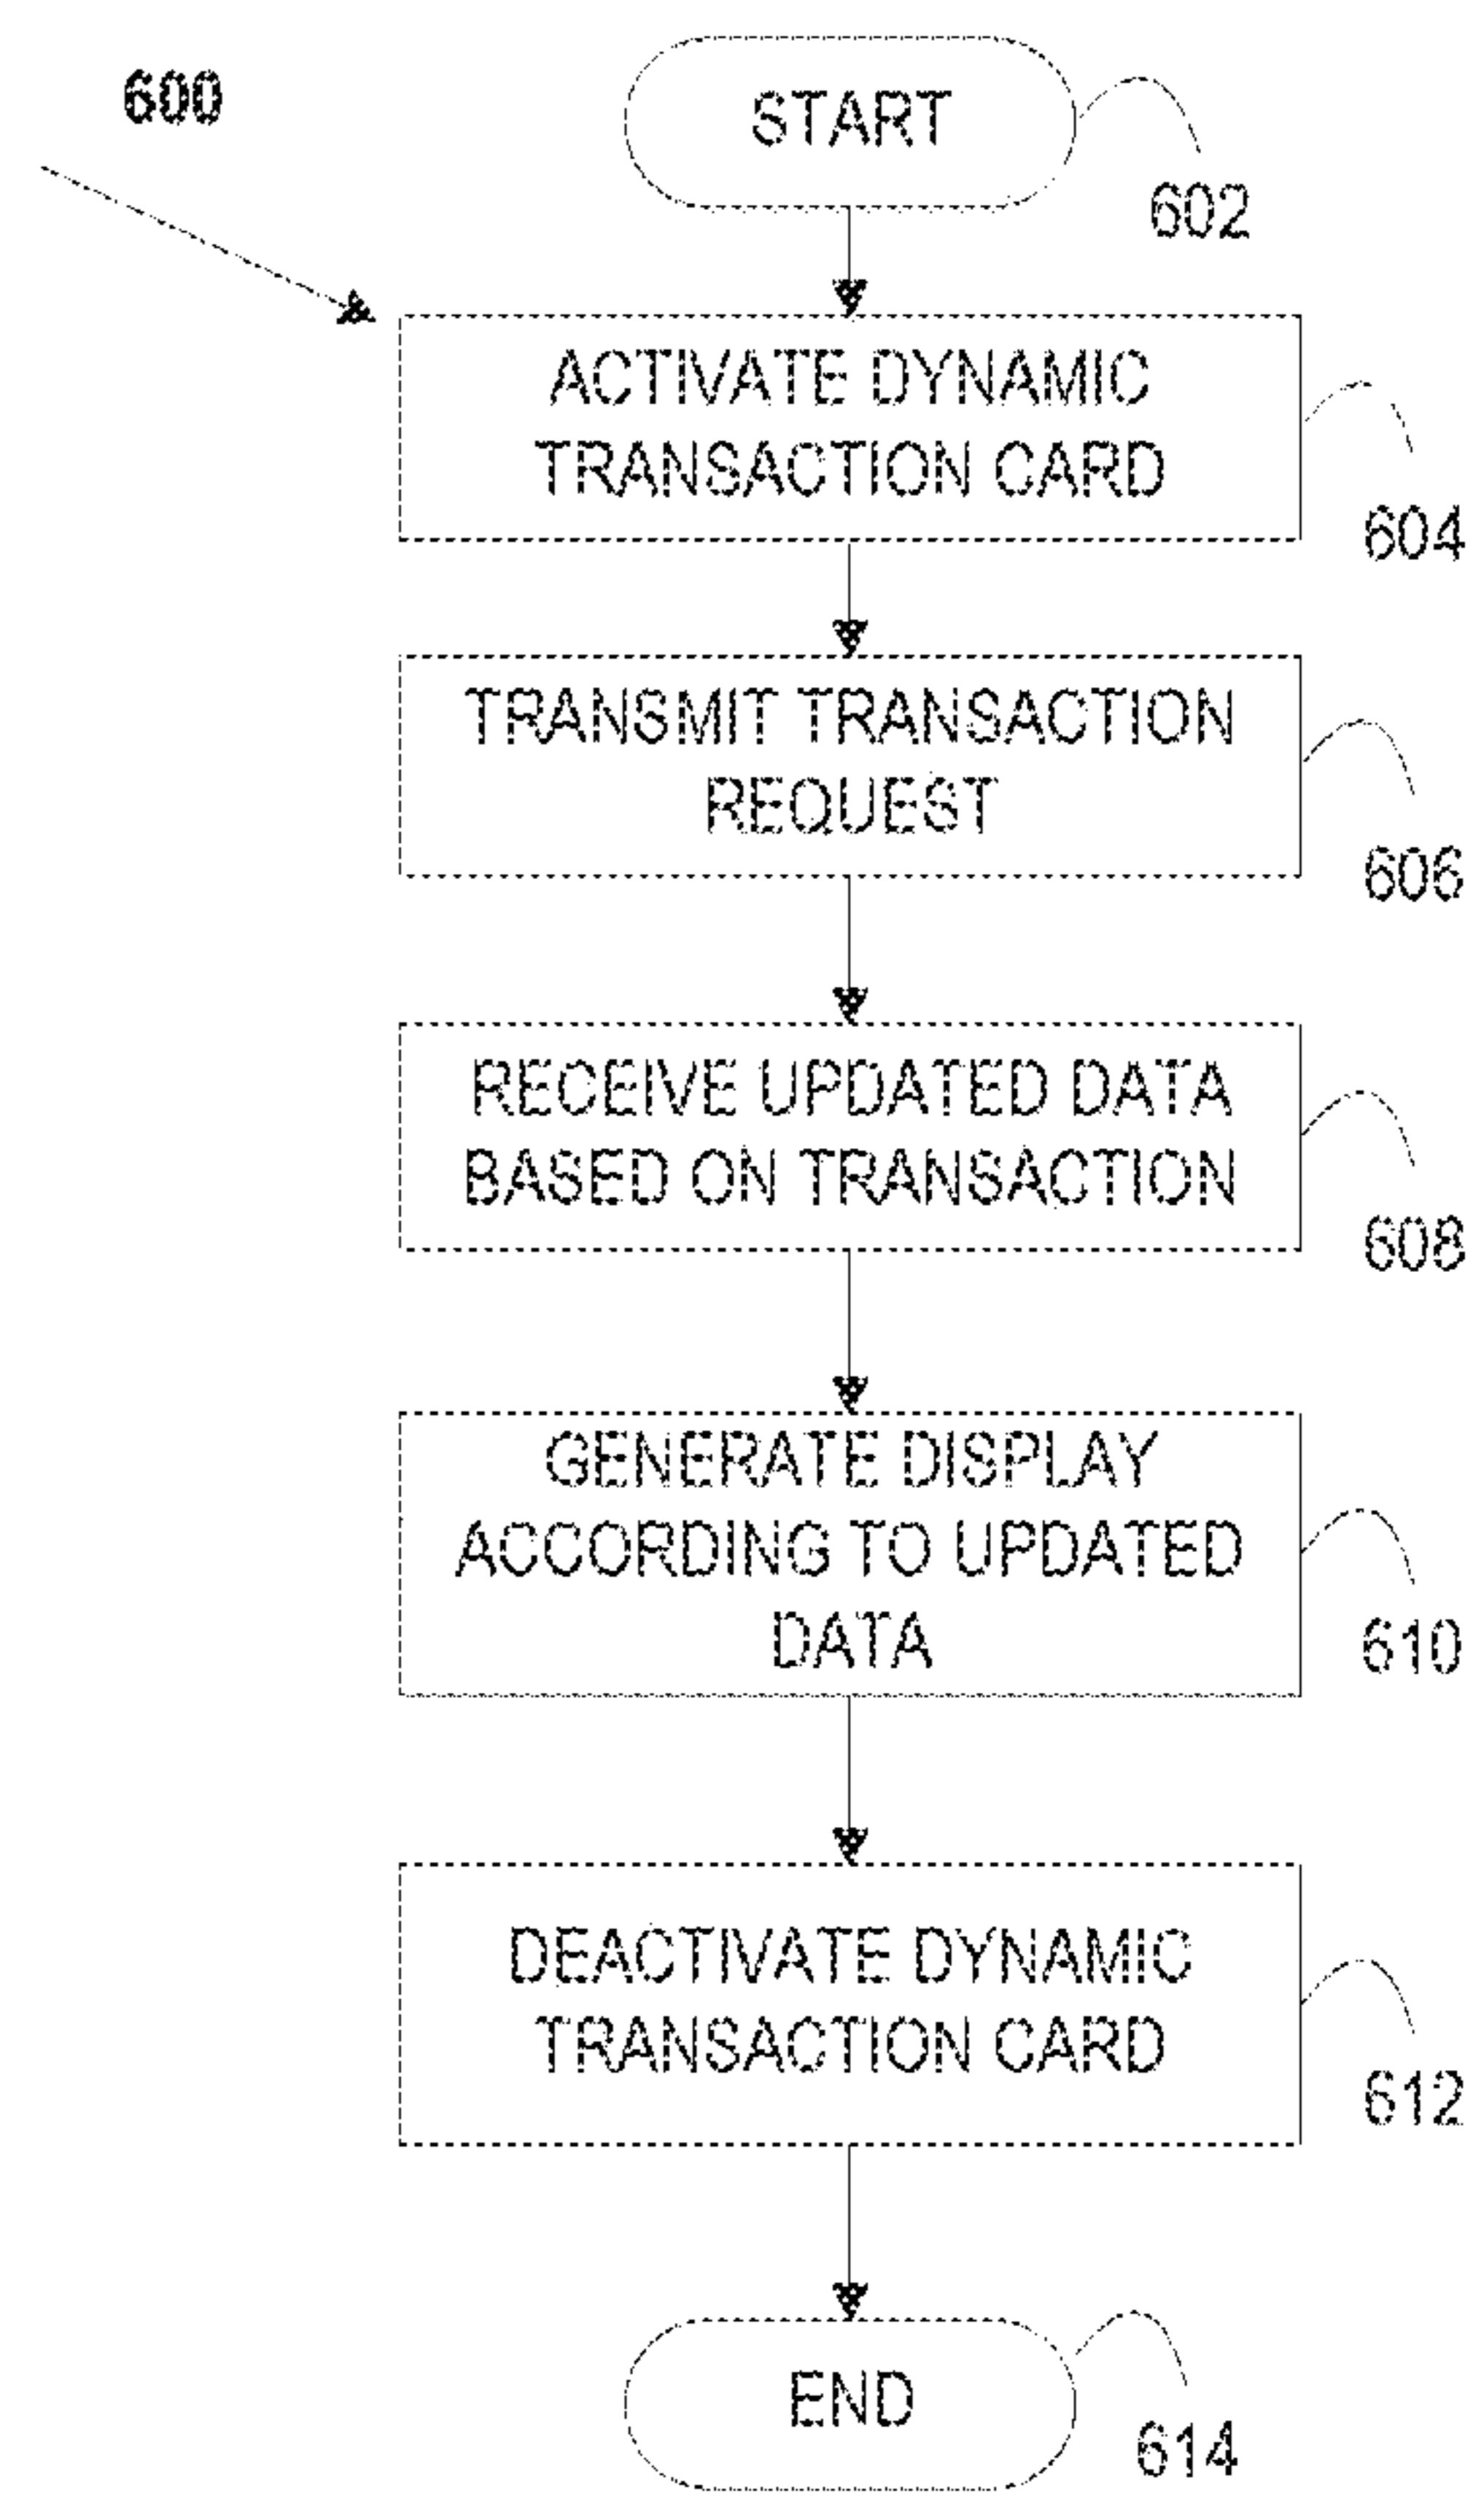 600
START
602
ACTIVATE DYNAMIC
TRANSACTION CARD
604
TRANSMIT TRANSACTION
REQUEST
606
RECEIVE UPDATED DATA
BASED ON TRANSACTION
608
GENERATE DISPLAY
ACCORDING TO UPDATED
DATA
610
DEACTIVATE DYNAMIC
TRANSACTION CARD
612
END
614